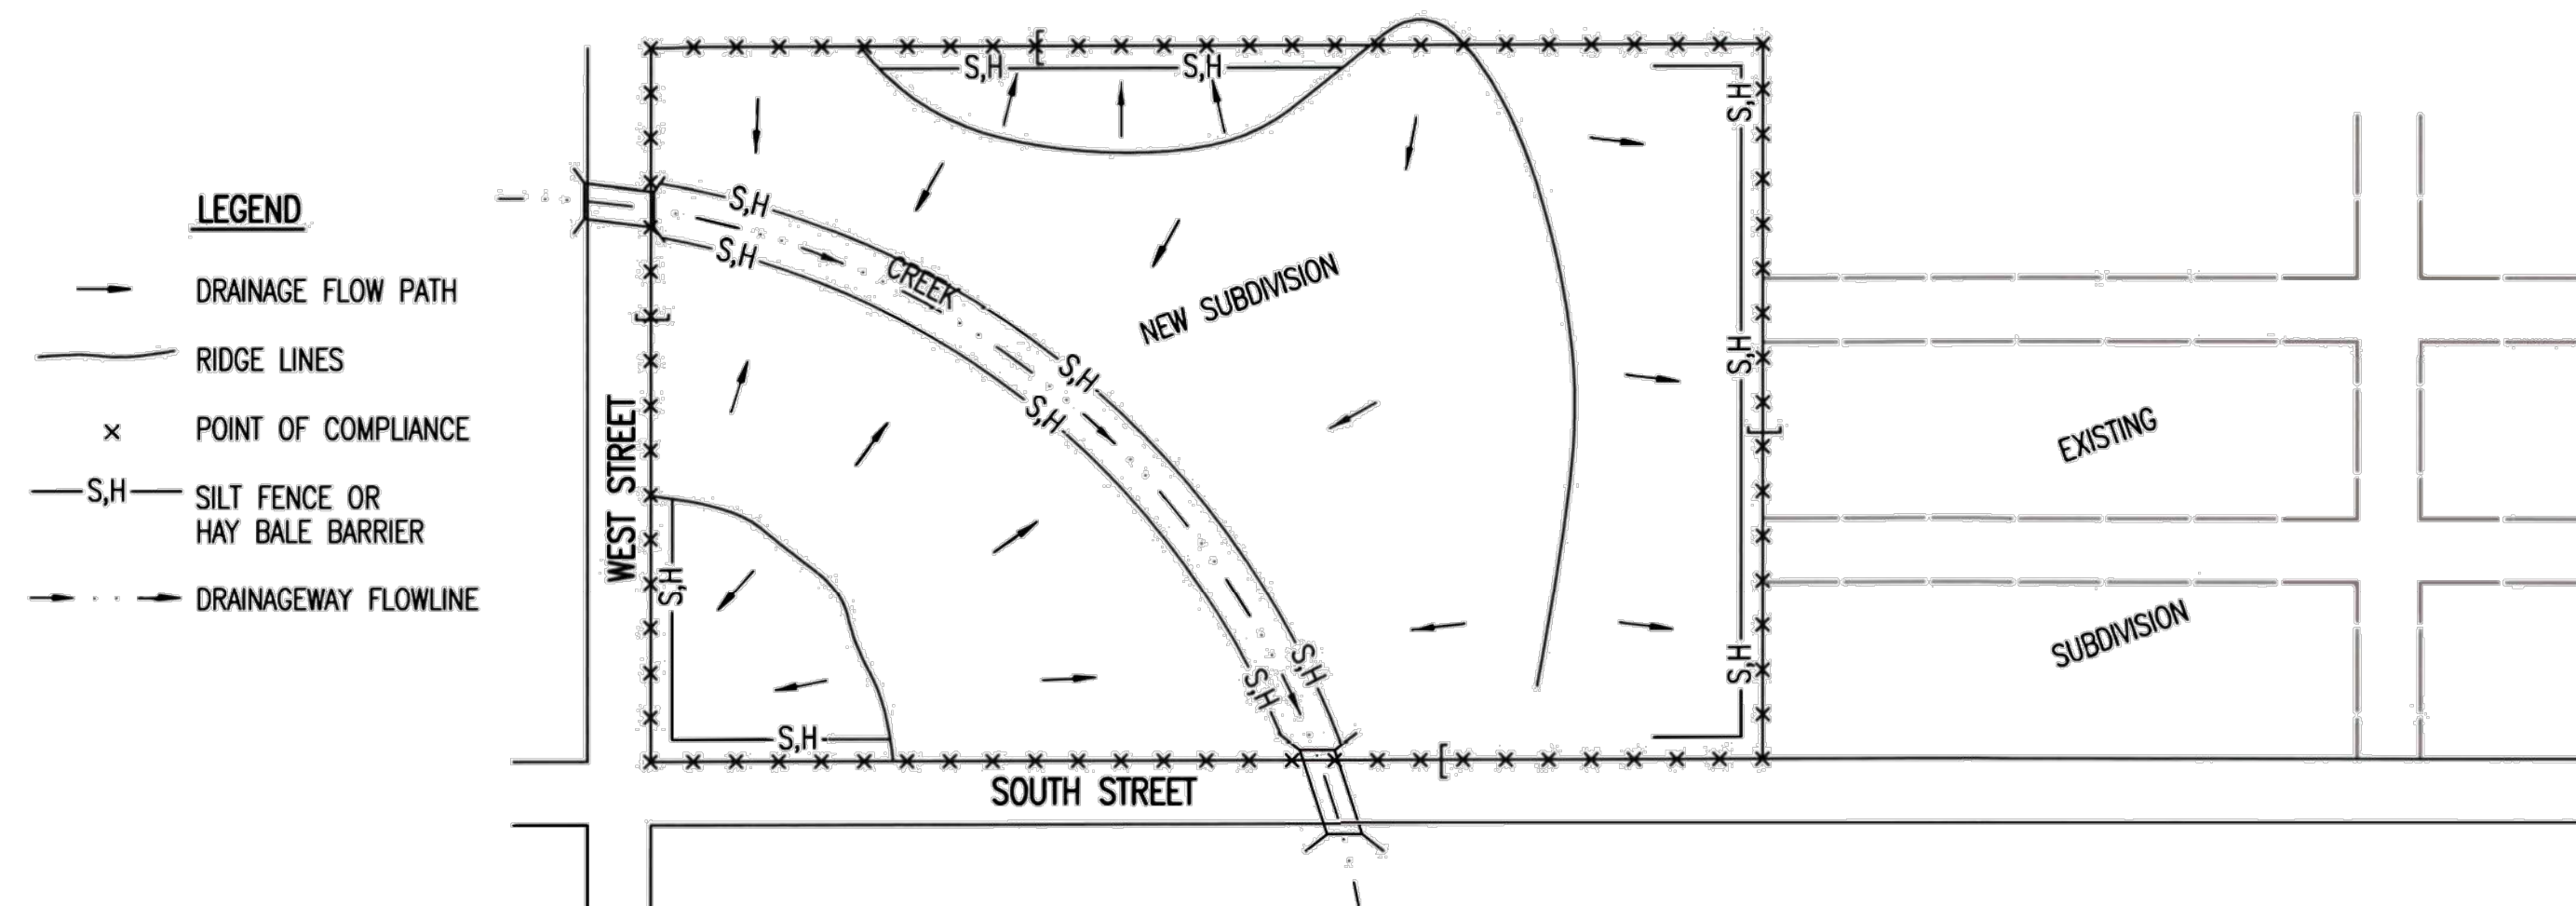 LEGEND
DRAINAGE FLOW PATH
RIDGE LINES
× POINT OF COMPLIANCE
S,H SILT FENCE OR
HAY BALE BARRIER
DRAINAGEWAY FLOWLINE
S,H
S,H
S,H
S,H
S,H
CREEK
NEW SUBDIVISION
S,H
S,H
S,H
WEST STREET
EXISTING
S,H
S,H
S,H
S,H
SUBDIVISION
S,H
S,H
SOUTH STREET